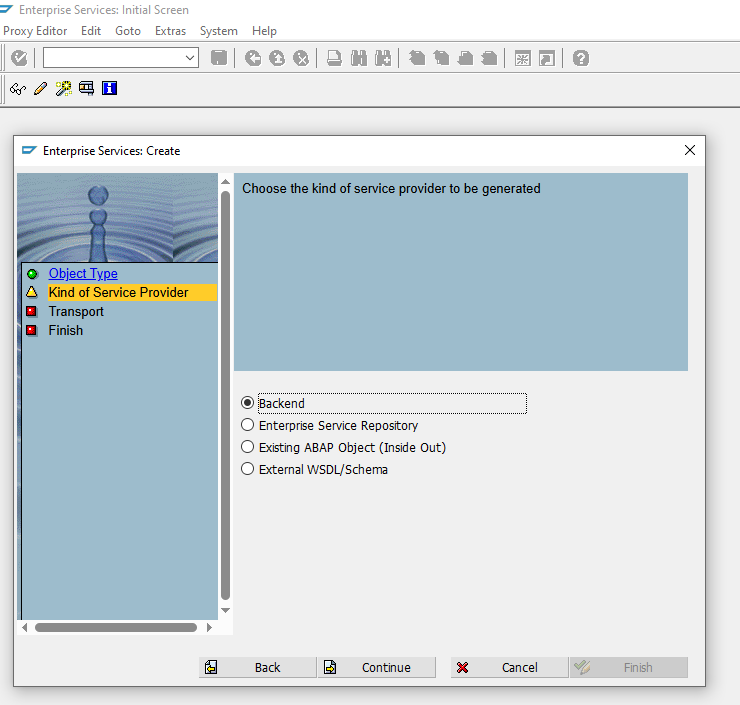 Enterprise Services: Initial Screen
Proxy Editor Edit Goto Extras System Help
Enterprise Services: Create
Choose the kind of service provider to be generated
Object Type
Kind of Service Provider
Transport
Finish
Backend
Enterprise Service Repository
Existing ABAP Object (Inside Out)
External WSDL/Schema
Back Continue Cancel Finish